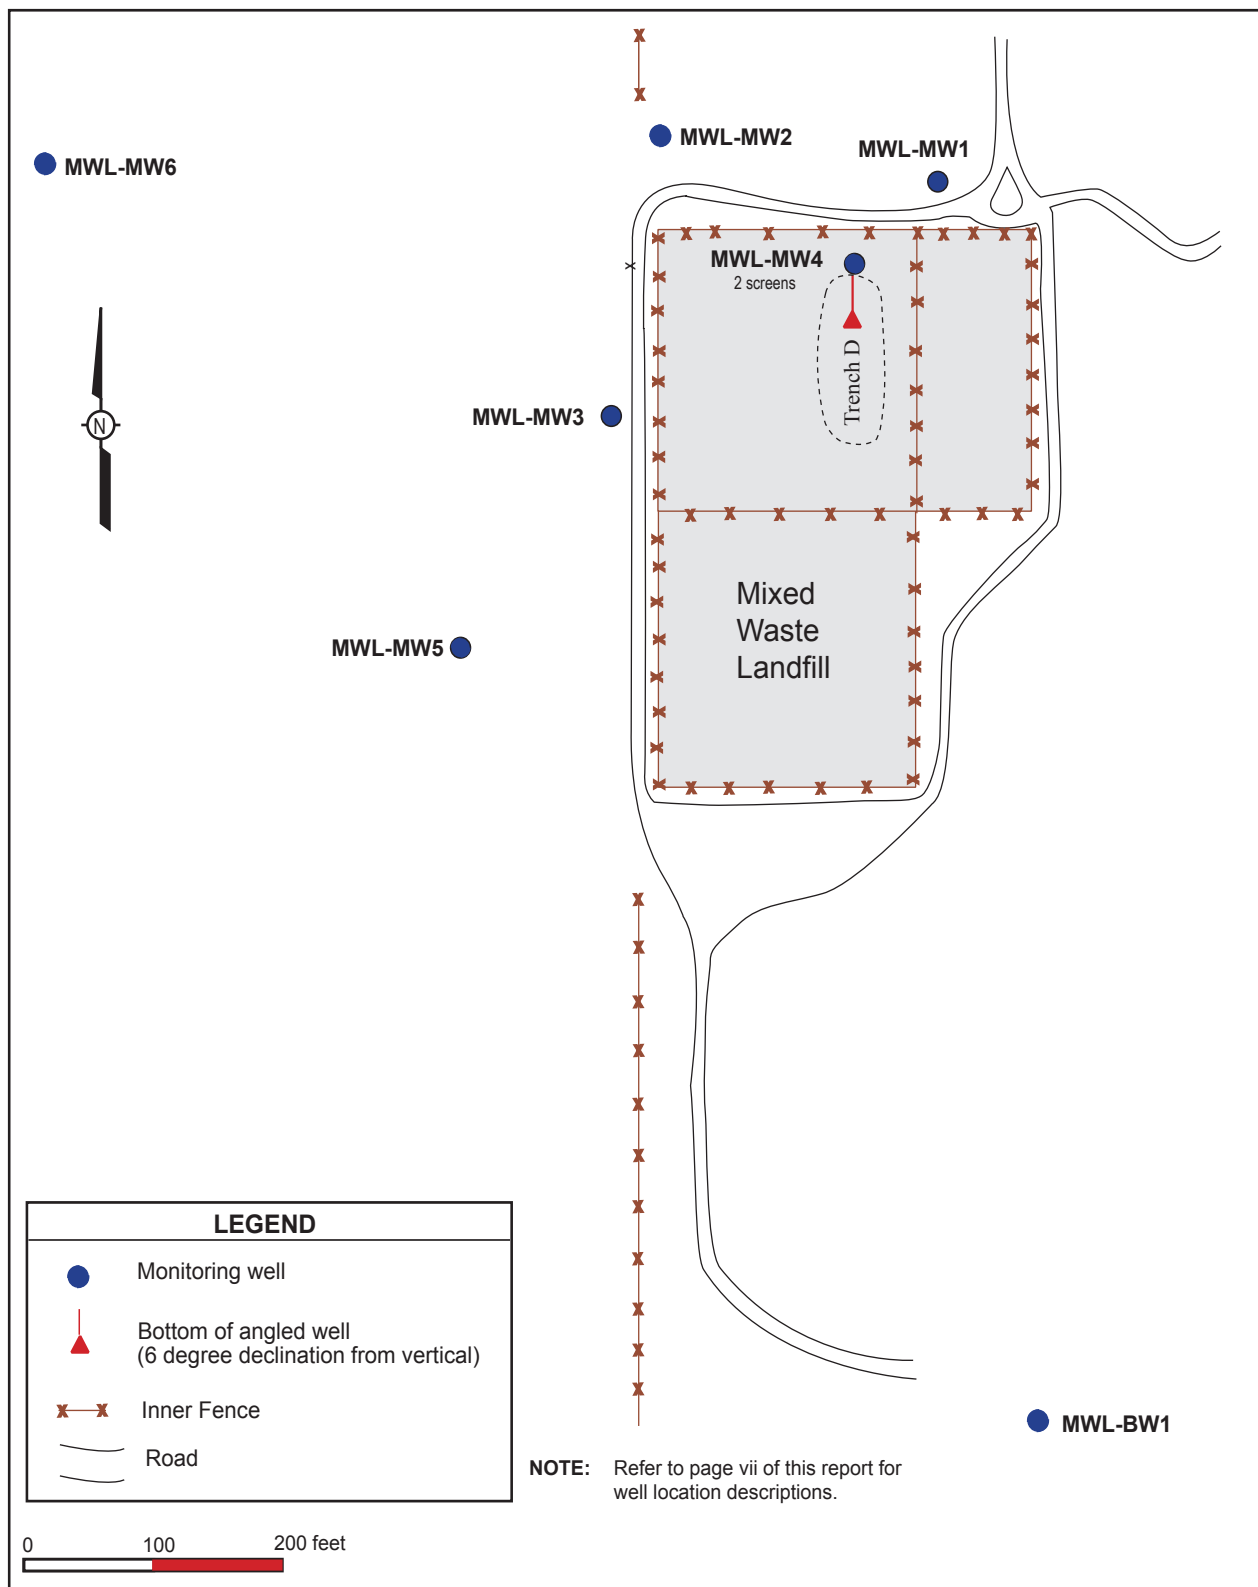 MWL-MW2
MWL-MW1
MWL-MW6
MWL-MW4
2 screens
Trench D
N
MWL-MW3
Mixed
Waste
Landfill
MWL-MW5
LEGEND
Monitoring well
Bottom of angled well
(6 degree declination from vertical)
Inner Fence
Road
MWL-BW1
NOTE: Refer to page vii of this report for
well location descriptions.
0 100 200 feet